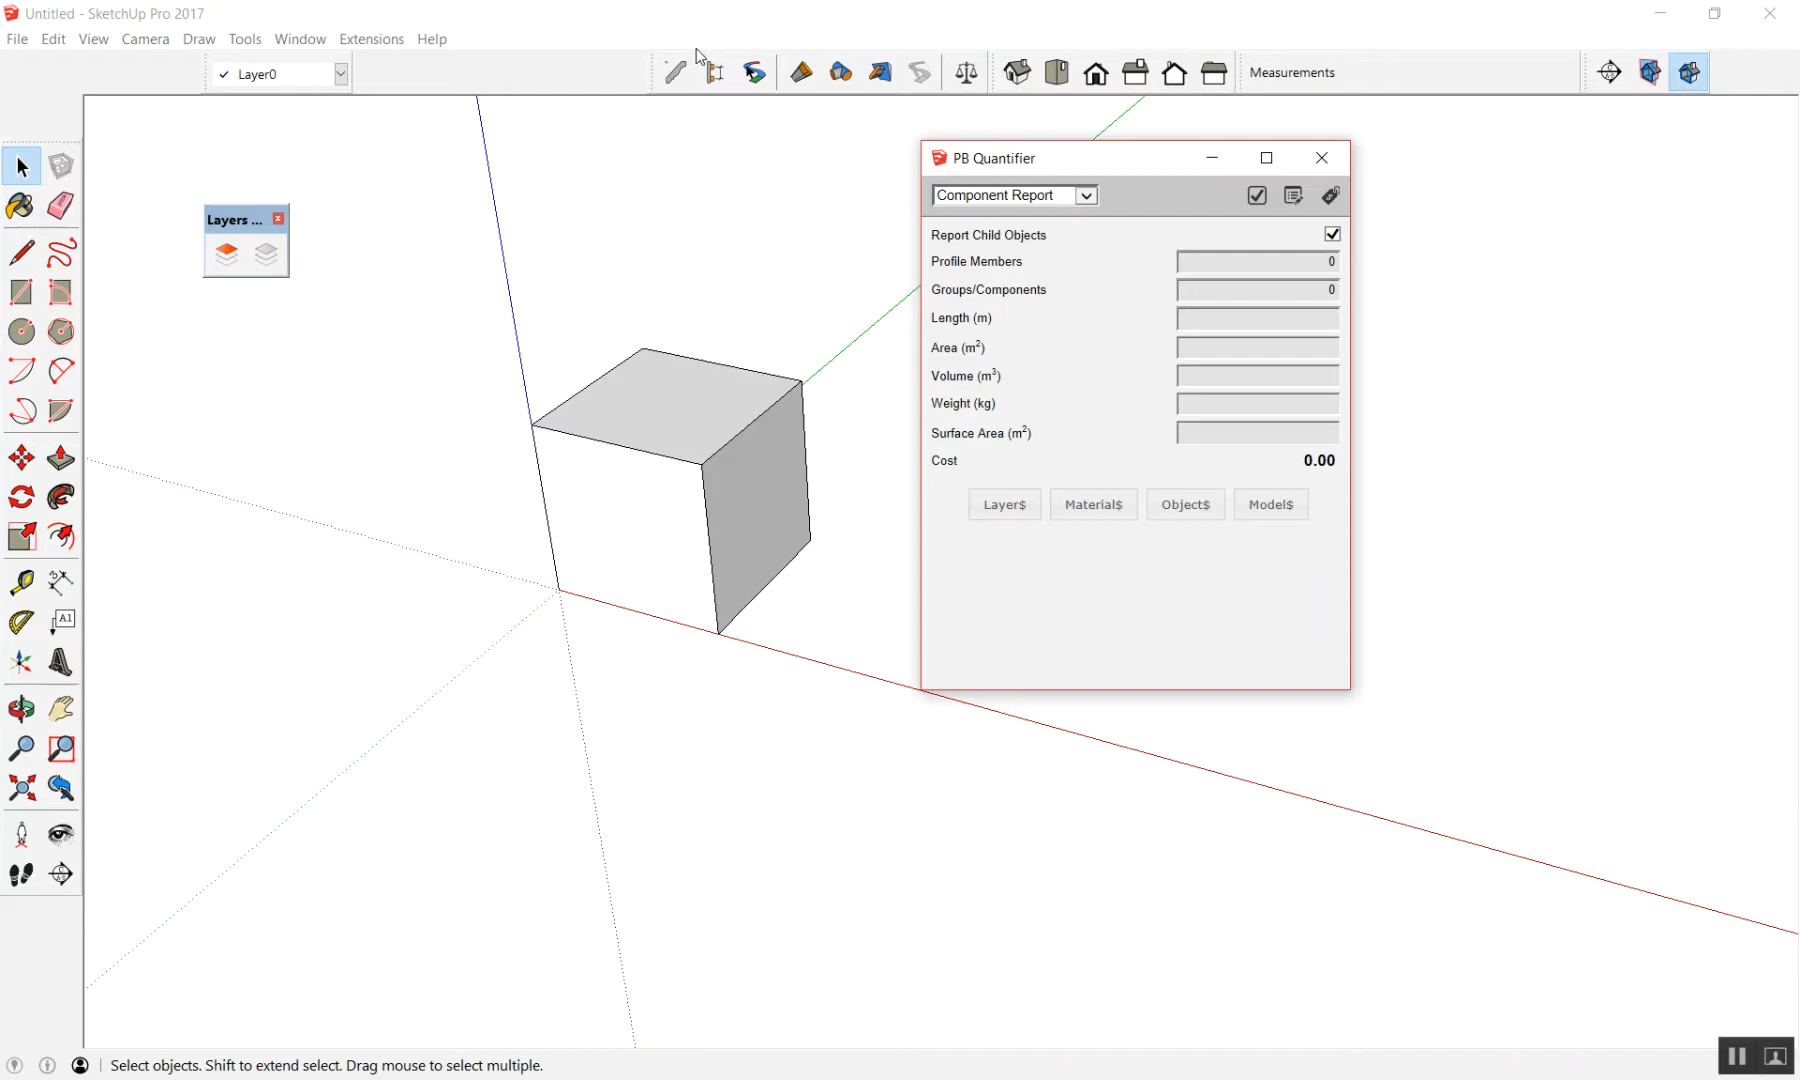 Untitled - SketchUp Pro 2017
File Edit View Camera Draw Tools Window Extensions Help
✓ Layer0
Measurements
Layers ...
A1
PB Quantifier
Component Report
Report Child Objects
Profile Members 0
Groups/Components 0
Length (m)
Area (m²)
Volume (m³)
Weight (kg)
Surface Area (m²)
Cost 0.00
Layer$ Material$ Object$ Model$
Select objects. Shift to extend select. Drag mouse to select multiple.